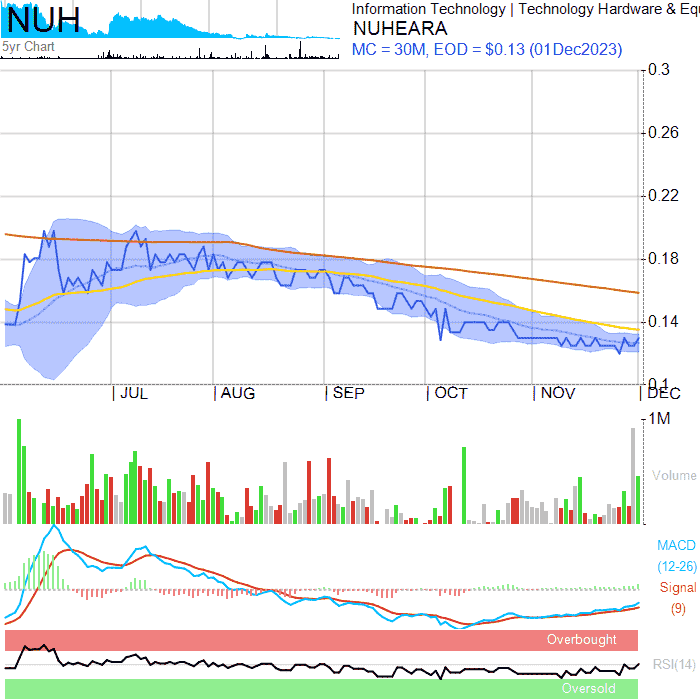 NUH
5yr Chart
Information Technology | Technology Hardware & Equ
NUHEARA
MC = 30M, EOD = $0.13 (01Dec2023)
0.3
0.26
0.22
0.18
0.14
0.1
JUL AUG SEP OCT NOV DEC
1M
Volume
MACD
(12-26)
Signal
(9)
Overbought
RSI(14)
Oversold